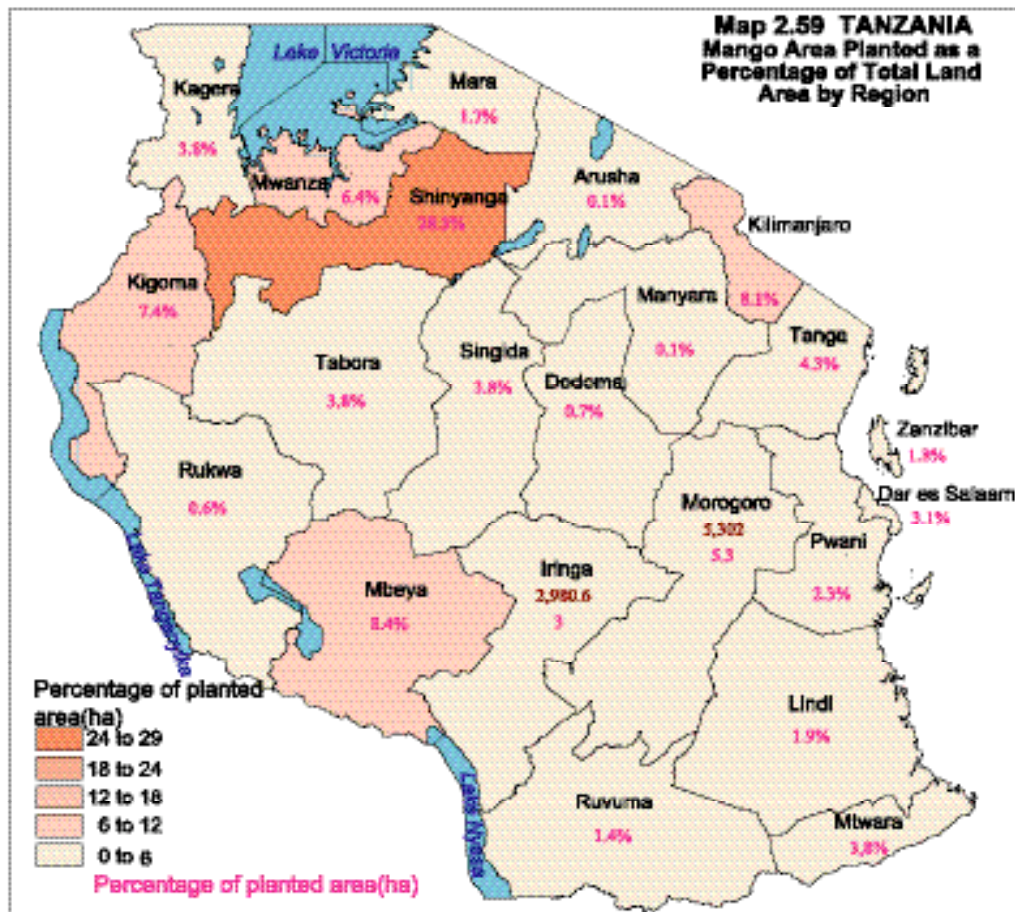 Map 2.59 TANZANIA
Mango Area Planted as a
Percentage of Total Land
Area by Region
Lake Victoria
Kagera
3.8%
Mara
1.7%
Mwanza
6.4%
Shinyanga
Arusha
0.1%
Kilimanjaro
8.1%
Kigoma
7.4%
Manyara
0.1%
Tanga
4.3%
Tabora
3,8%
Singida
3.8%
Dodoma
0.7%
Zanzibar
Rukwa
0.6%
Dar es Salaam
3.1%
Morogoro
5,302
5.3
Pwani
2.3%
Iringa
2,980.6
3
Mbeya
8.4%
Lake Tanganyika
Lindi
1.9%
Ruvuma
1.4%
Mtwara
3,8%
Lake Nyasa
Percentage of planted
area(ha)
24 to 29
18 to 24
12 to 18
6 to 12
0 to 6
Percentage of planted area(ha)